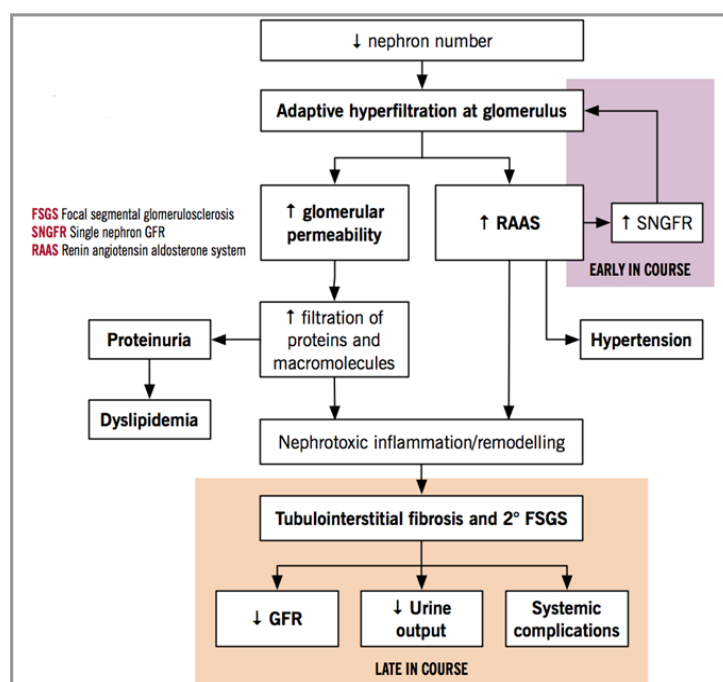 ↓ nephron number
Adaptive hyperfiltration at glomerulus
FSGS Focal segmental glomerulosclerosis
SNGFR Single nephron GFR
RAAS Renin angiotensin aldosterone system
↑ glomerular
permeability
↑ RAAS
↑ SNGFR
EARLY IN COURSE
↑ filtration of
proteins and
macromolecules
Proteinuria
Hypertension
Dyslipidemia
Nephrotoxic inflammation/remodelling
Tubulointerstitial fibrosis and 2° FSGS
↓ GFR
↓ Urine
output
Systemic
complications
LATE IN COURSE